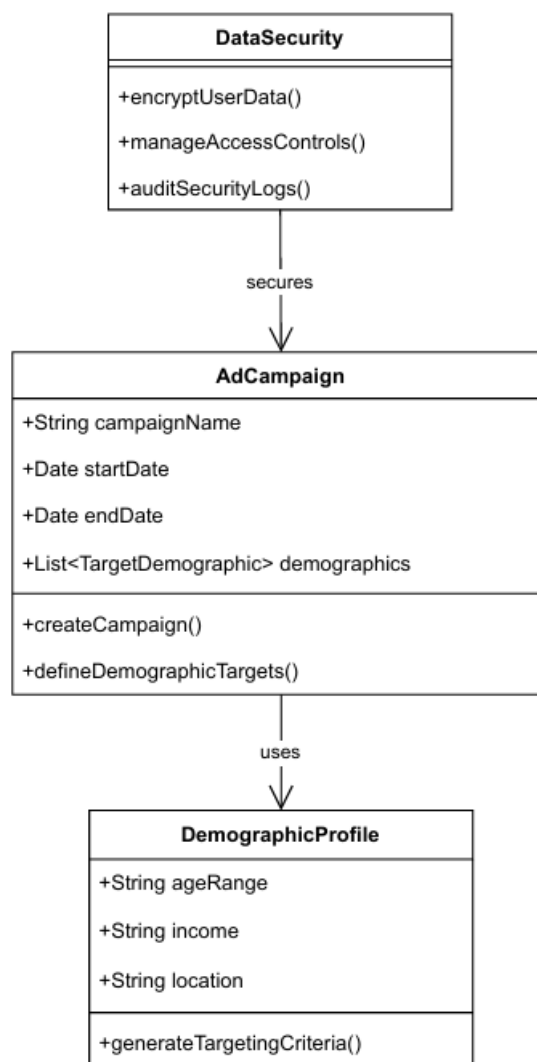 DataSecurity
+encryptUserData()
+manageAccessControls()
+auditSecurityLogs()
secures
AdCampaign
+String campaignName
+Date startDate
+Date endDate
+List<TargetDemographic> demographics
+createCampaign()
+defineDemographicTargets()
uses
DemographicProfile
+String ageRange
+String income
+String location
+generateTargetingCriteria()